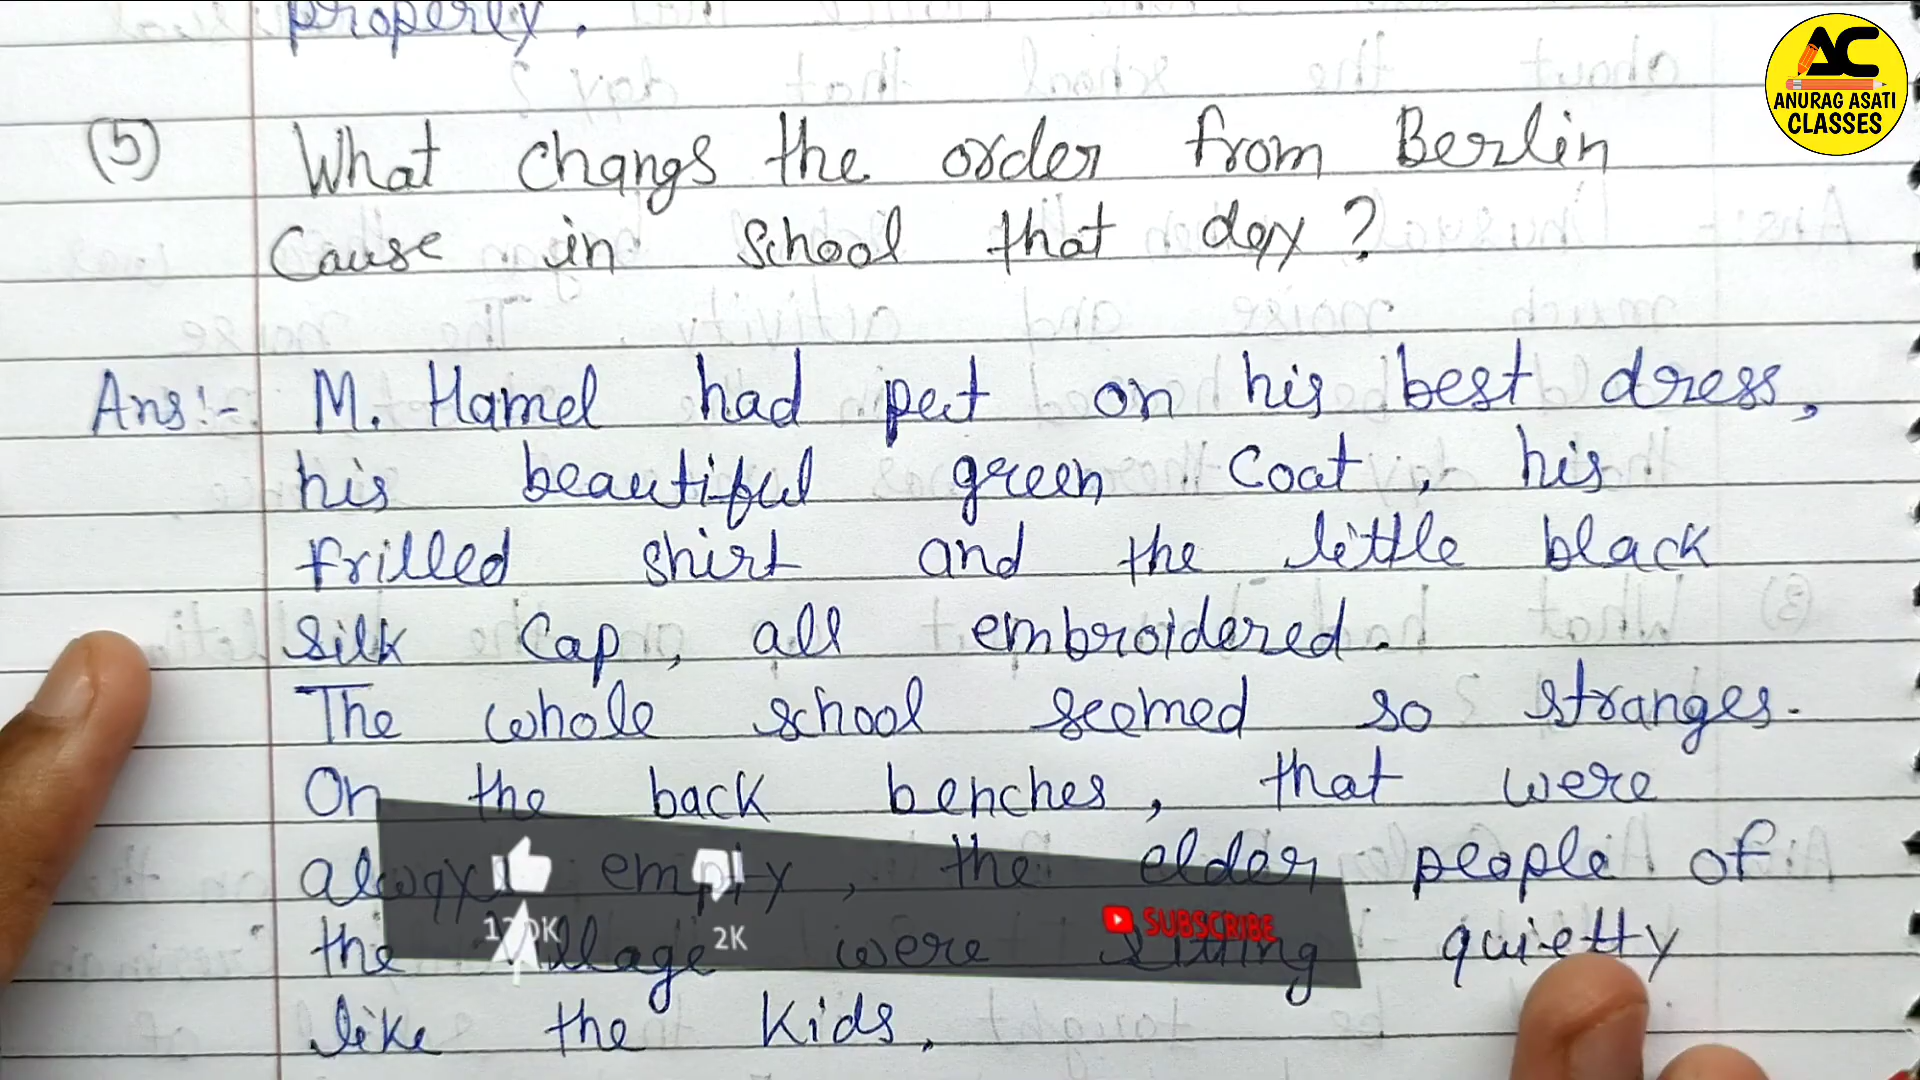 properly.
ANURAG ASATI
CLASSES
(5) What changs the order from Berlin
Cause in school that day?
Ans:- M. Hamel had put on his best dress,
his beautiful green Coat, his
frilled shirt and the little black
silk Cap, all embroidered.
The whole school seemed so stranges.
On the back benches, that were
always empty, the elder people of
the village were sitting quietly
like the kids.
2K
SUBSCRIBE